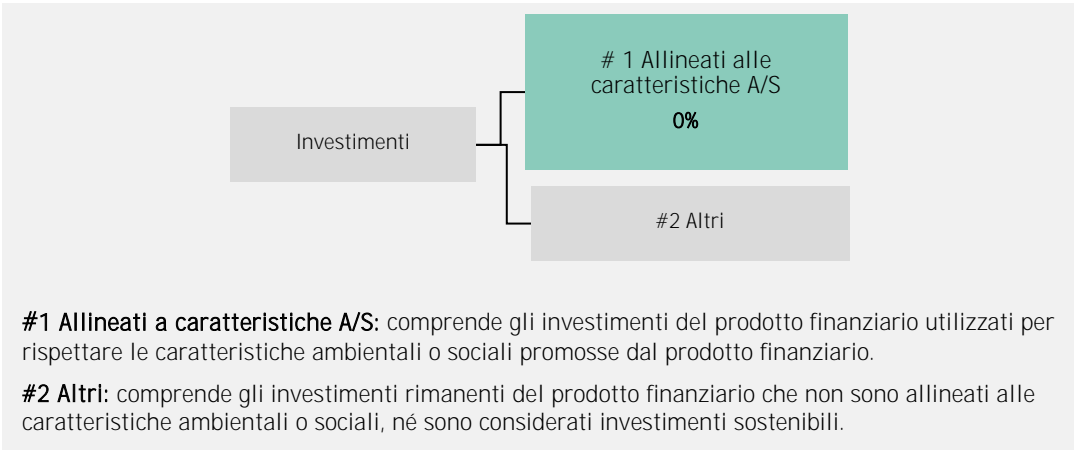 # 1 Allineati alle
caratteristiche A/S
0%
Investimenti
#2 Altri
#1 Allineati a caratteristiche A/S: comprende gli investimenti del prodotto finanziario utilizzati per
rispettare le caratteristiche ambientali o sociali promosse dal prodotto finanziario.
#2 Altri: comprende gli investimenti rimanenti del prodotto finanziario che non sono allineati alle
caratteristiche ambientali o sociali, né sono considerati investimenti sostenibili.